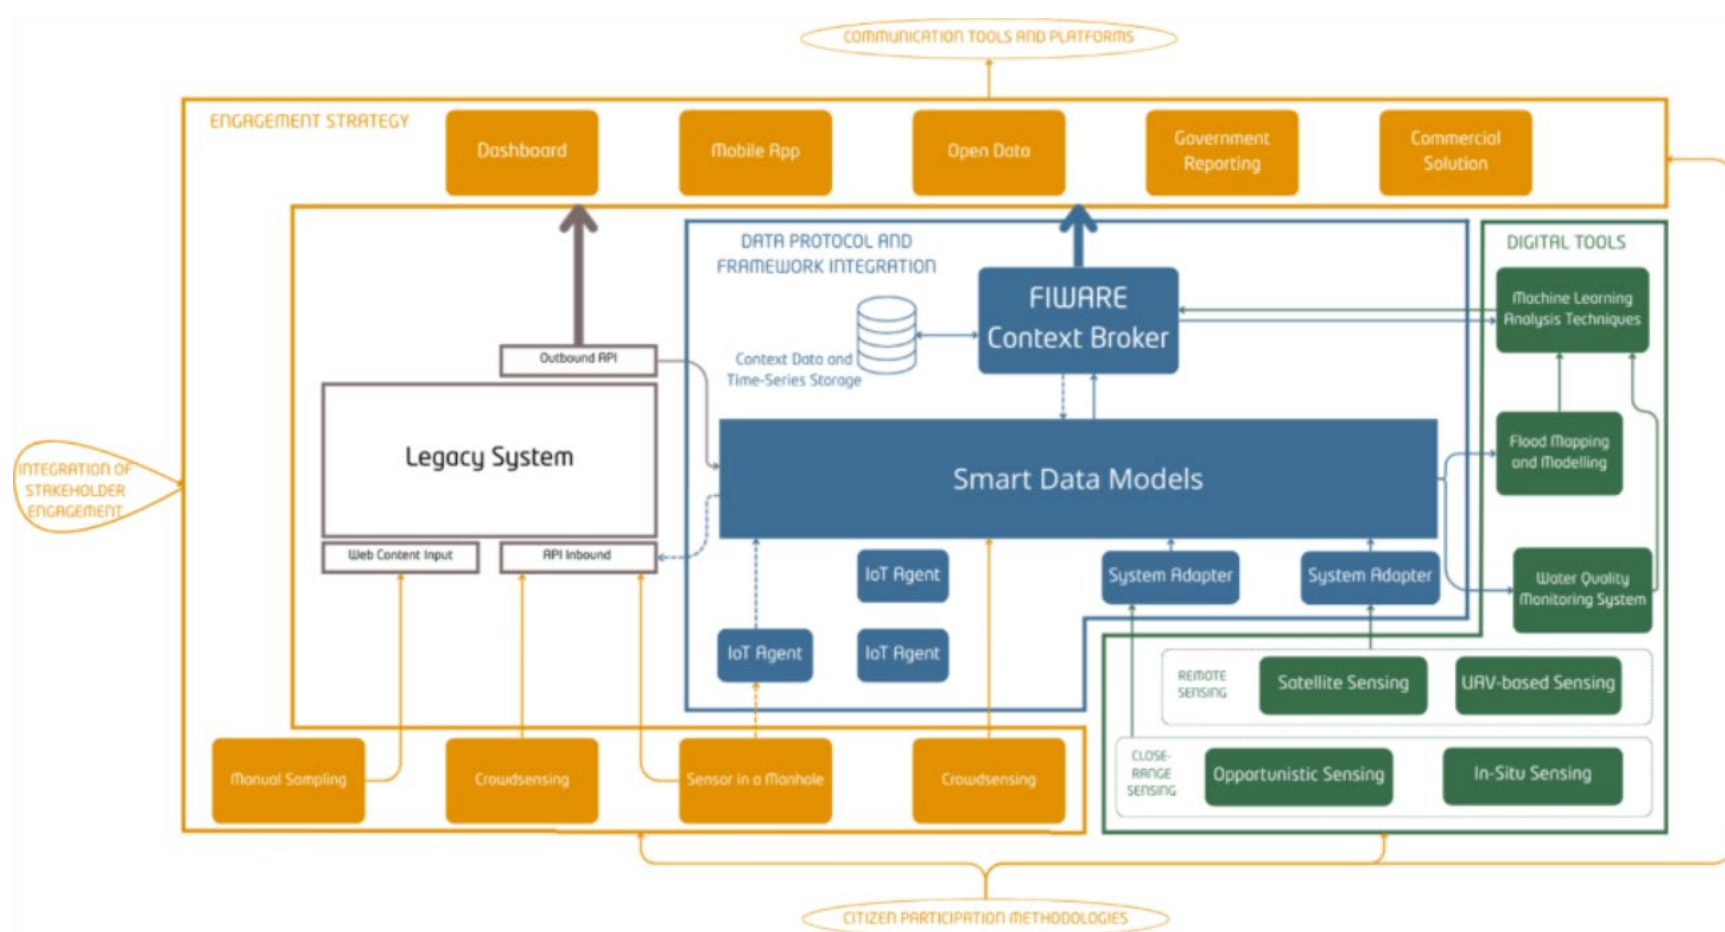 COMMUNICATION TOOLS AND PLATFORMS
ENGAGEMENT STRATEGY
Dashboard
Mobile App
Open Data
Government
Reporting
Commercial
Solution
DATA PROTOCOL AND
FRAMEWORK INTEGRATION
DIGITAL TOOLS
FIWARE
Context Broker
Machine Learning
Analysis Techniques
Context Data and
Time-Series Storage
Outbound API
Legacy System
Smart Data Models
Flood Mapping
and Modelling
INTEGRATION OF
STAKEHOLDER
ENGAGEMENT
Web Content Input
API Inbound
IoT Agent
System Adapter
System Adapter
Water Quality
Monitoring System
IoT Agent
IoT Agent
REMOTE
SENSING
Satellite Sensing
UAV-based Sensing
Manual Sampling
Crowdsensing
Sensor in a Manhole
Crowdsensing
CLOSE-
RANGE
SENSING
Opportunistic Sensing
In-Situ Sensing
CITIZEN PARTICIPATION METHODOLOGIES